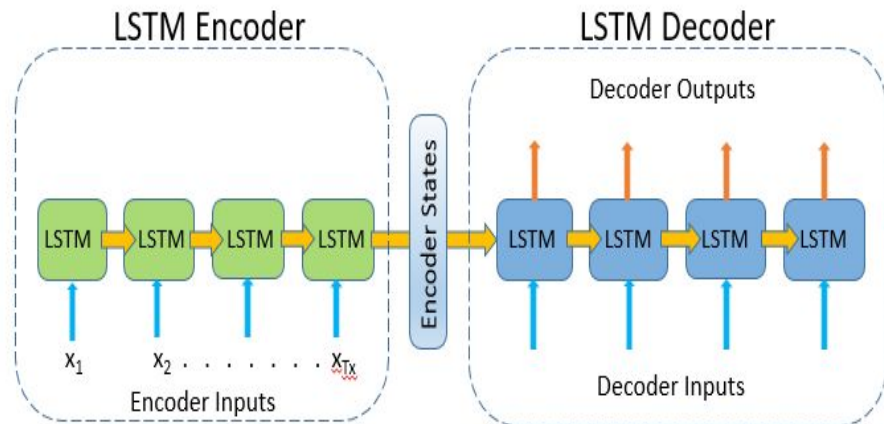 LSTM Encoder
LSTM LSTM LSTM LSTM
x1 x2 . . . . . . . xTx
Encoder Inputs
Encoder States
LSTM Decoder
Decoder Outputs
LSTM LSTM LSTM LSTM
Decoder Inputs